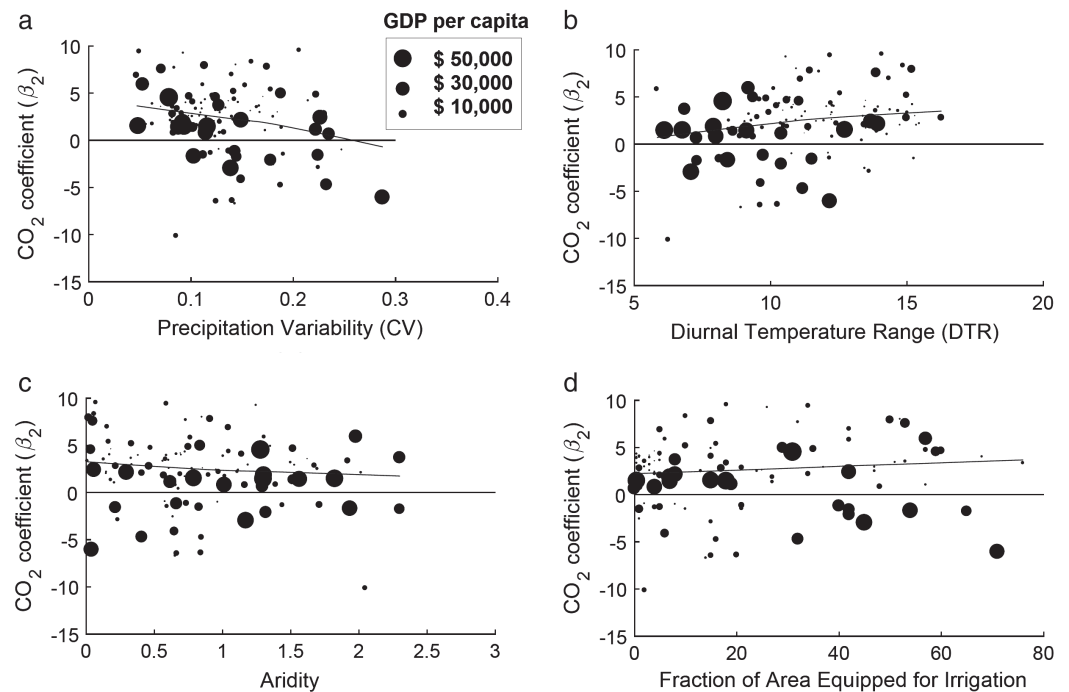 a
GDP per capita
$ 50,000
$ 30,000
$ 10,000
CO2 coefficient (β2)
10
5
0
-5
-10
-15
0 0.1 0.2 0.3 0.4
Precipitation Variability (CV)
b
CO2 coefficient (β2)
10
5
0
-5
-10
-15
5 10 15 20
Diurnal Temperature Range (DTR)
c
CO2 coefficient (β2)
10
5
0
-5
-10
-15
0 0.5 1 1.5 2 2.5 3
Aridity
d
CO2 coefficient (β2)
10
5
0
-5
-10
-15
0 20 40 60 80
Fraction of Area Equipped for Irrigation